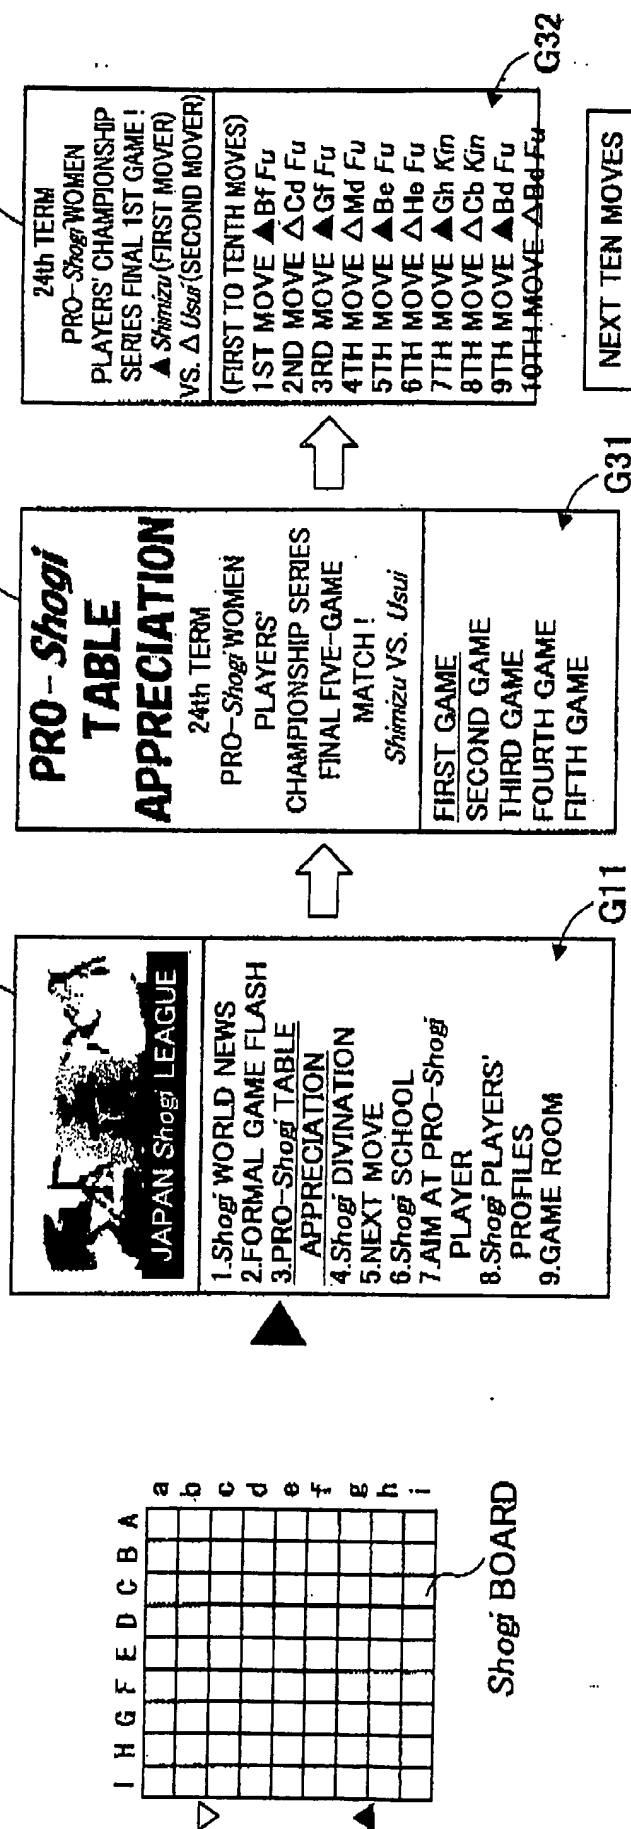 I H G F E D C B A
a
b
c
d
e
f
g
h
i
Shogi BOARD
JAPAN Shogi LEAGUE
1.Shogi WORLD NEWS
2.FORMAL GAME FLASH
3.PRO-Shogi TABLE
APPRECIATION
4.Shogi DIVINATION
5.NEXT MOVE
6.Shogi SCHOOL
7.AIM AT PRO-Shogi
PLAYER
8.Shogi PLAYERS'
PROFILES
9.GAME ROOM
G11
PRO-Shogi
TABLE
APPRECIATION
24th TERM
PRO-Shogi WOMEN
PLAYERS'
CHAMPIONSHIP SERIES
FINAL FIVE-GAME
MATCH!
Shimizu VS. Usui
FIRST GAME
SECOND GAME
THIRD GAME
FOURTH GAME
FIFTH GAME
G31
24th TERM
PRO-Shogi WOMEN
PLAYERS' CHAMPIONSHIP
SERIES FINAL 1ST GAME!
▲ Shimizu (FIRST MOVER)
VS. △ Usui (SECOND MOVER)
(FIRST TO TENTH MOVES)
1ST MOVE ▲Bf Fu
2ND MOVE △Cd Fu
3RD MOVE ▲Gf Fu
4TH MOVE △Md Fu
5TH MOVE ▲Be Fu
6TH MOVE △He Fu
7TH MOVE ▲Gh Kin
8TH MOVE △Cb Kin
9TH MOVE ▲Bd Fu
10TH MOVE △Bd Fu
G32
NEXT TEN MOVES